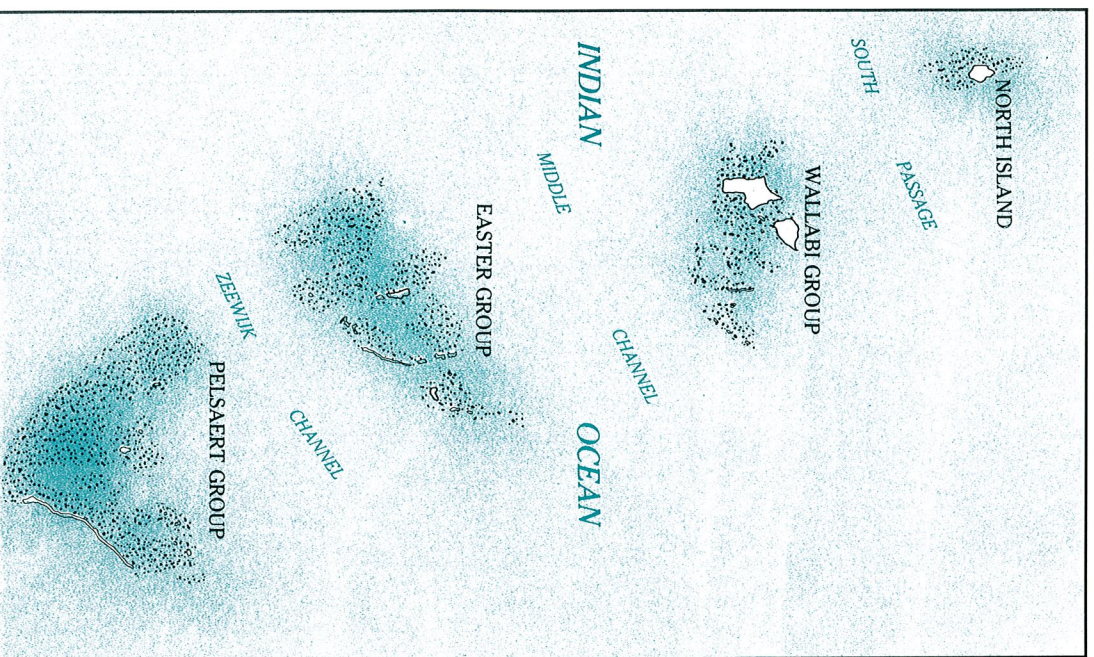 NORTH ISLAND
SOUTH PASSAGE
WALLABI GROUP
INDIAN OCEAN
MIDDLE CHANNEL
EASTER GROUP
ZEEWIJK CHANNEL
PELSAERT GROUP